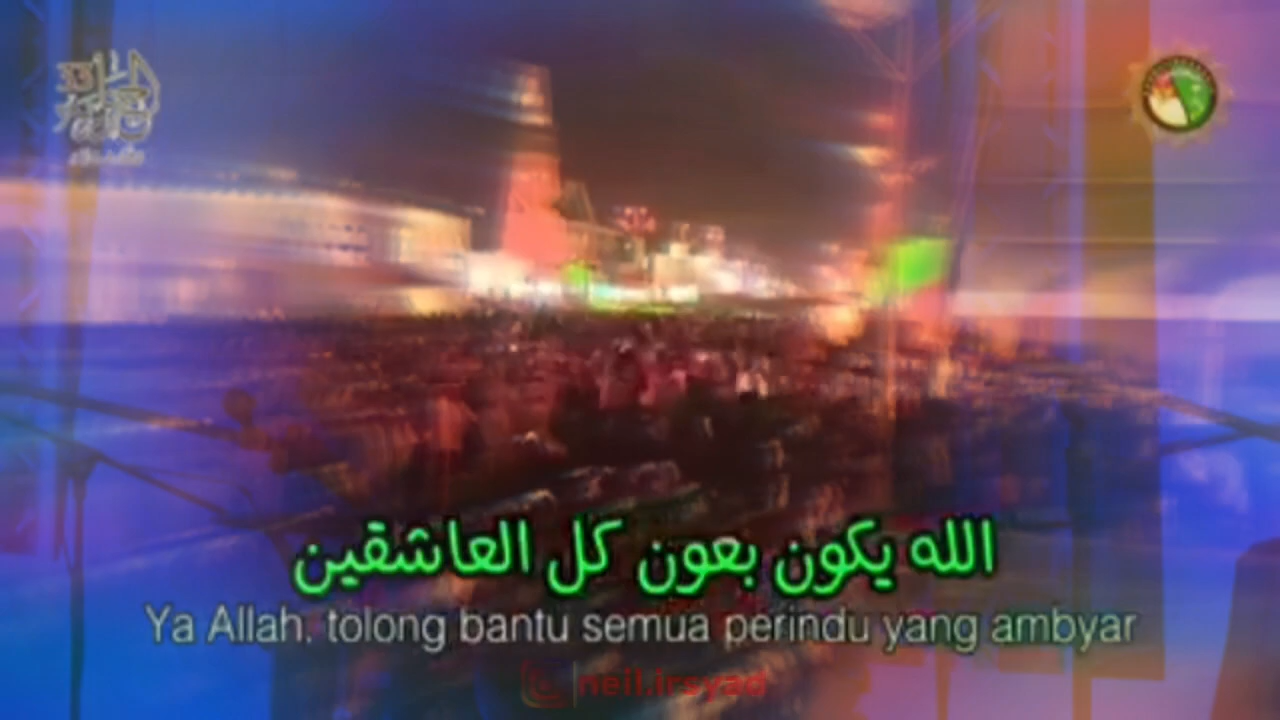 الله يكون بعون كل العاشقين
Ya Allah, tolong bantu semua perindu yang ambyar
neil.irsyad